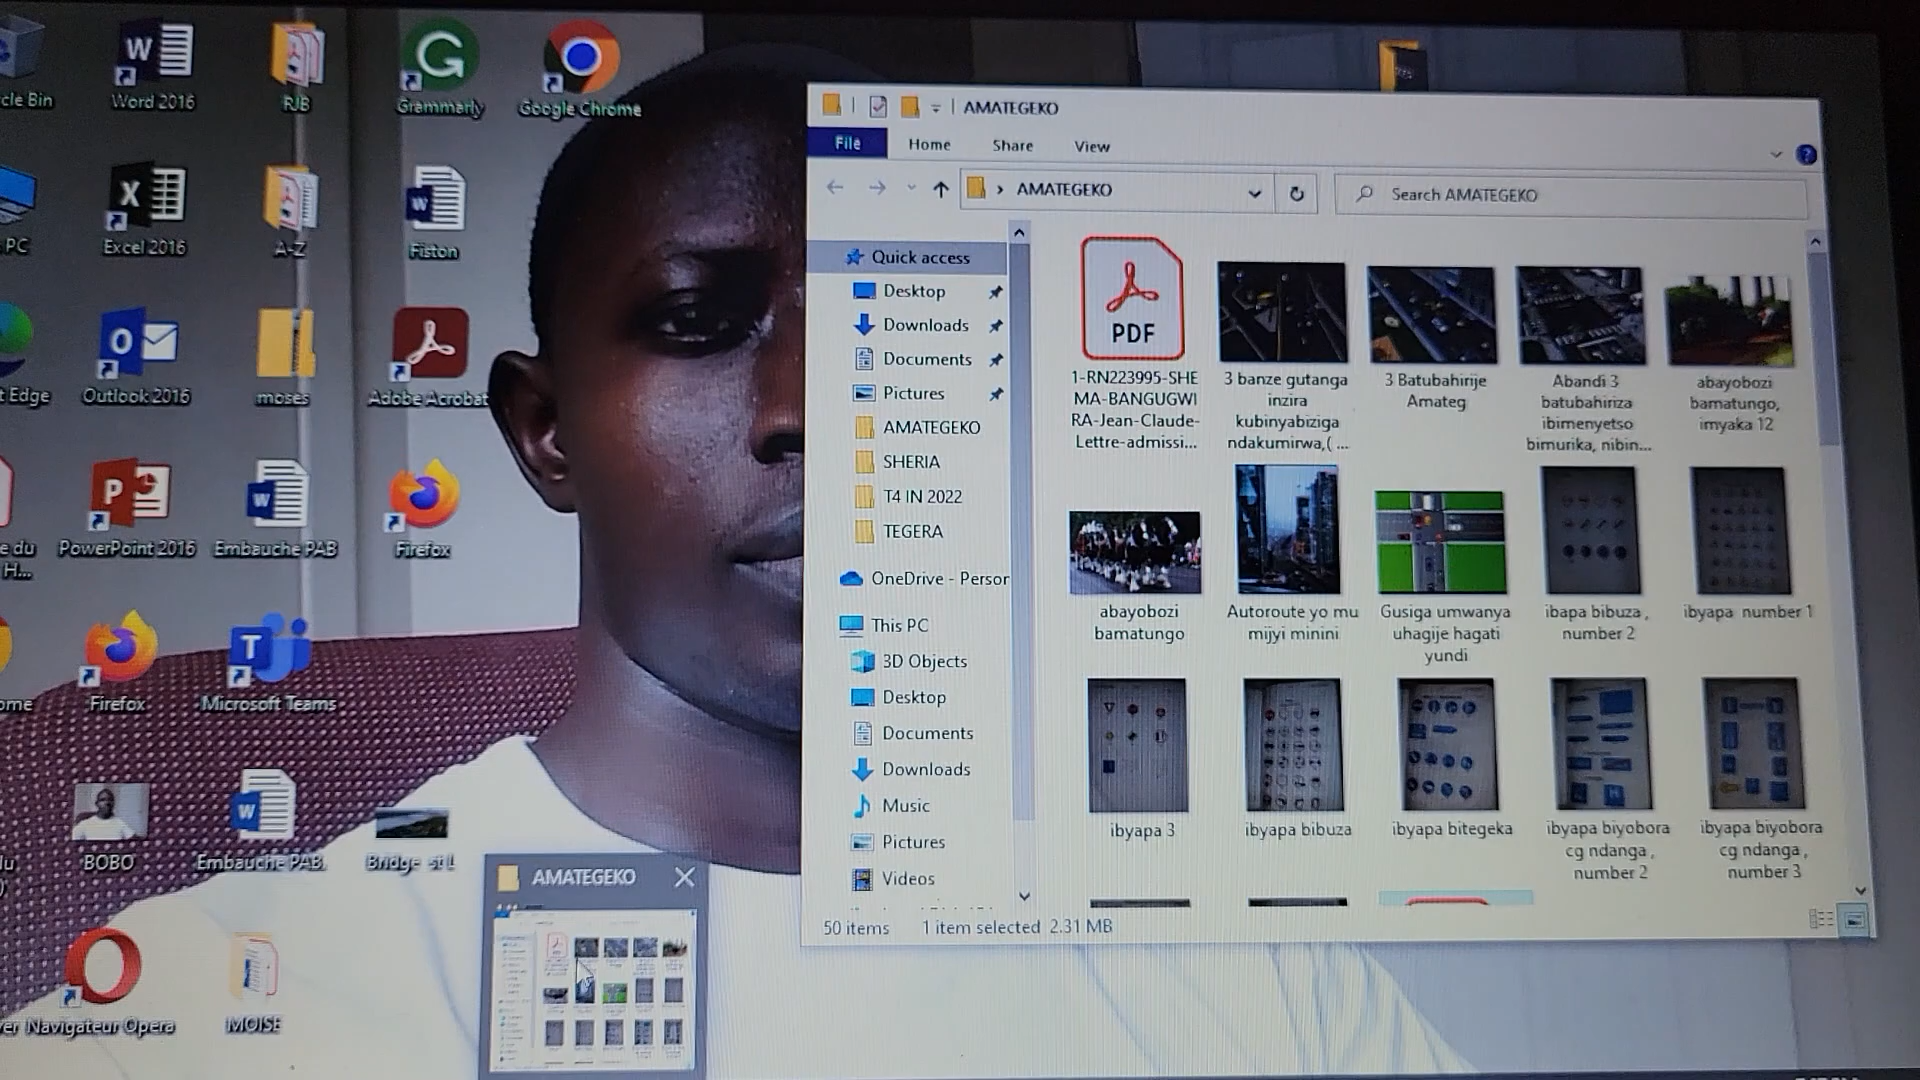 cle Bin
Word 2016
RJB
Grammarly
Google Chrome
PC
Excel 2016
A-Z
Fiston
t Edge
Outlook 2016
moses
Adobe Acrobat
e du
H...
PowerPoint 2016
Embauche PAB
Firefox
ome
Firefox
Microsoft Teams
du
BOBO
Embauche PAB.
Navigateur Opera
MOISE
AMATEGEKO
AMATEGEKO
File
Home
Share
View
AMATEGEKO
Search AMATEGEKO
Quick access
Desktop
Downloads
Documents
Pictures
AMATEGEKO
SHERIA
T4 IN 2022
TEGERA
OneDrive - Person
This PC
3D Objects
Desktop
Documents
Downloads
Music
Pictures
Videos
PDF
1-RN223995-SHE
MA-BANGUGWI
RA-Jean-Claude-
Lettre-admissi...
3 banze gutanga
inzira
kubinyabiziga
ndakumirwa,( ...
3 Batubahirije
Amateg
Abandi 3
batubahiriza
ibimenyetso
bimurika, nibin...
abayobozi
bamatungo,
imyaka 12
abayobozi
bamatungo
Autoroute yo mu
mijyi minini
Gusiga umwanya
uhagije hagati
yundi
ibapa bibuza ,
number 2
ibyapa number 1
ibyapa 3
ibyapa bibuza
ibyapa bitegeka
ibyapa biyobora
cg ndanga ,
number 2
ibyapa biyobora
cg ndanga ,
number 3
50 items
1 item selected 2.31 MB